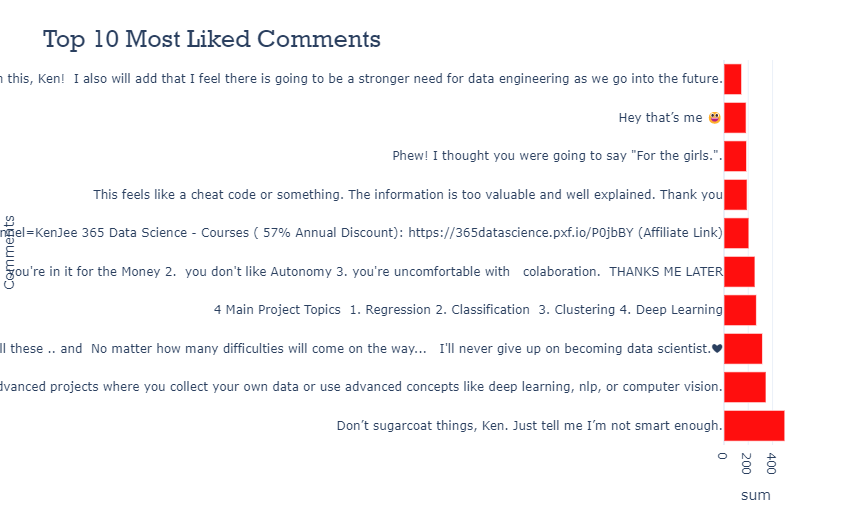 Top 10 Most Liked Comments
this, Ken!  I also will add that I feel there is going to be a stronger need for data engineering as we go into the future.
Hey that’s me 😃
Phew! I thought you were going to say "For the girls.".
This feels like a cheat code or something. The information is too valuable and well explained. Thank you
365 Data Science - Courses ( 57% Annual Discount): https://365datascience.pxf.io/P0jbBY (Affiliate Link)
Comments
you're in it for the Money 2.  you don't like Autonomy 3. you're uncomfortable with   colaboration.  THANKS ME LATER
4 Main Project Topics  1. Regression 2. Classification  3. Clustering 4. Deep Learning
these .. and  No matter how many difficulties will come on the way...   I'll never give up on becoming data scientist.🖤
projects where you collect your own data or use advanced concepts like deep learning, nlp, or computer vision.
Don’t sugarcoat things, Ken. Just tell me I’m not smart enough.
0 200 400
sum